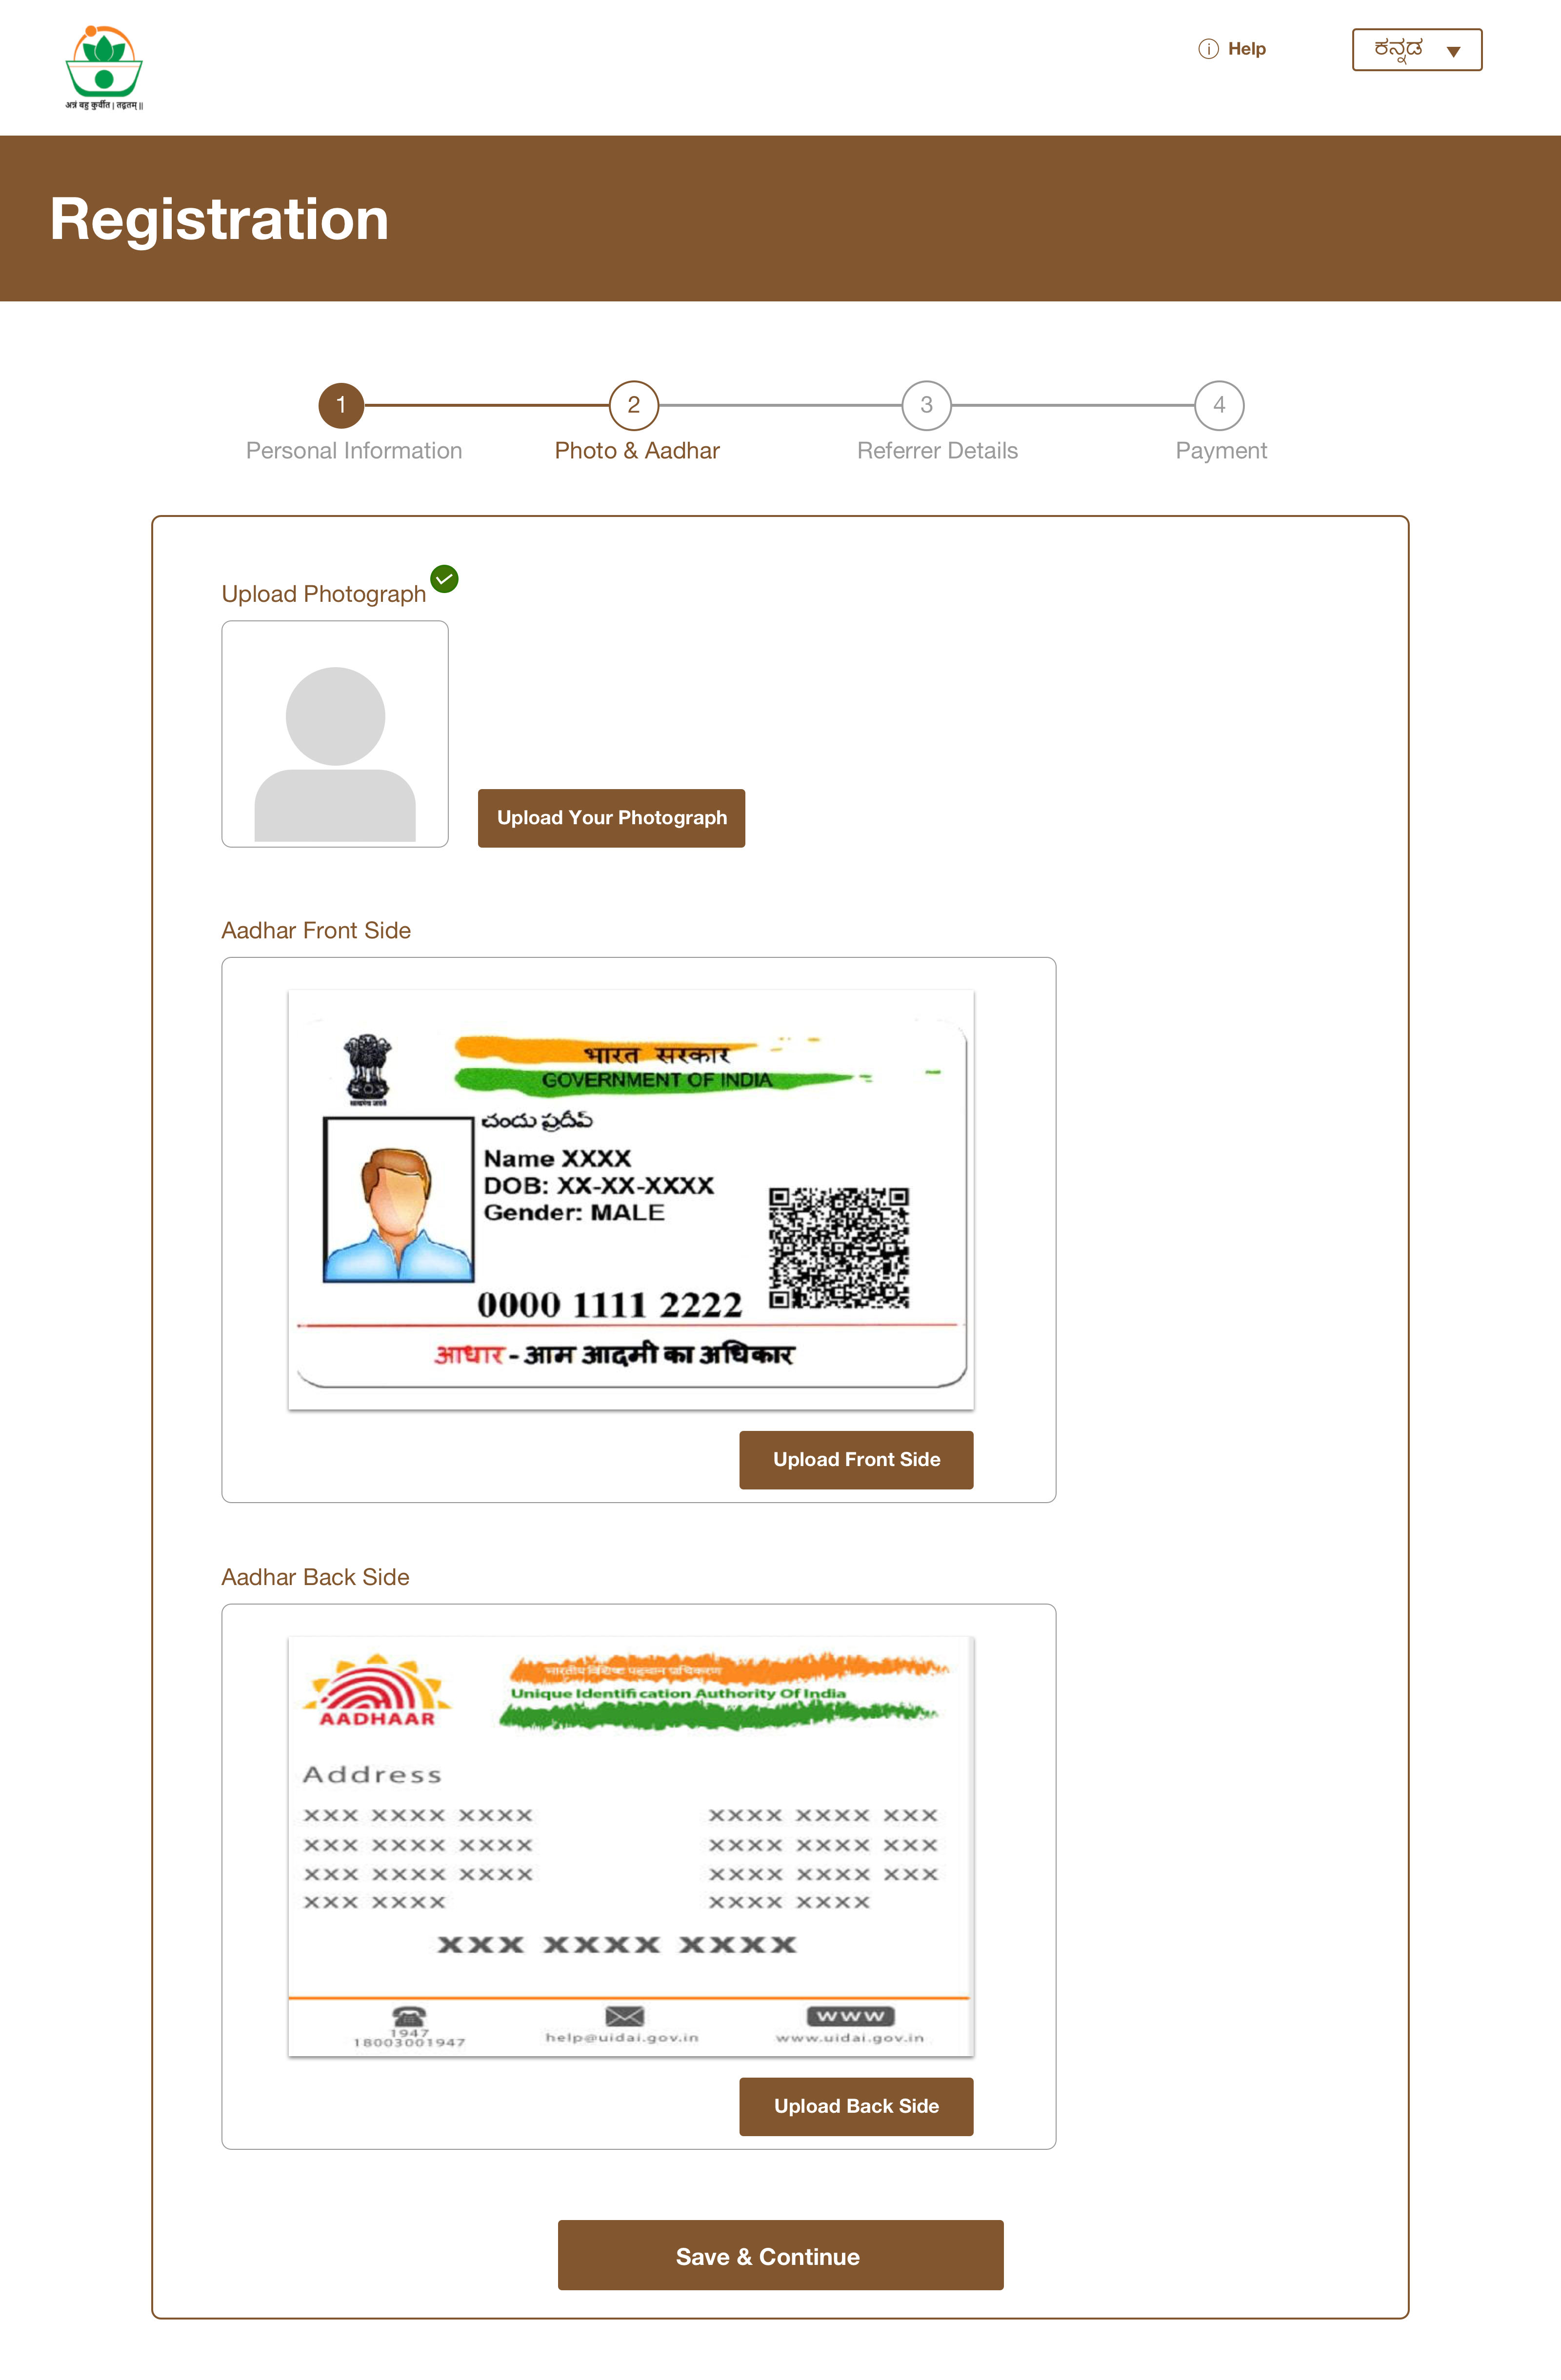 अन्नं बहु कुर्वीत | तद्व्रतम् ||
Help
ಕನ್ನಡ
Registration
1
2
3
4
Personal Information
Photo & Aadhar
Referrer Details
Payment
Upload Photograph
Upload Your Photograph
Aadhar Front Side
सत्यमेव जयते
भारत सरकार
GOVERNMENT OF INDIA
చందు ప్రదీప్
Name XXXX
DOB: XX-XX-XXXX
Gender: MALE
0000 1111 2222
आधार - आम आदमी का अधिकार
Upload Front Side
Aadhar Back Side
भारतीय विशिष्ट पहचान प्राधिकरण
Unique Identification Authority Of India
AADHAAR
Address
XXX XXXX XXXX XXXX XXXX XXX
XXX XXXX XXXX XXXX XXXX XXX
XXX XXXX XXXX XXXX XXXX XXX
XXX XXXX XXXX XXXX
XXX XXXX XXXX
WWW
1947
18003001947
help@uidai.gov.in
www.uidai.gov.in
Upload Back Side
Save & Continue